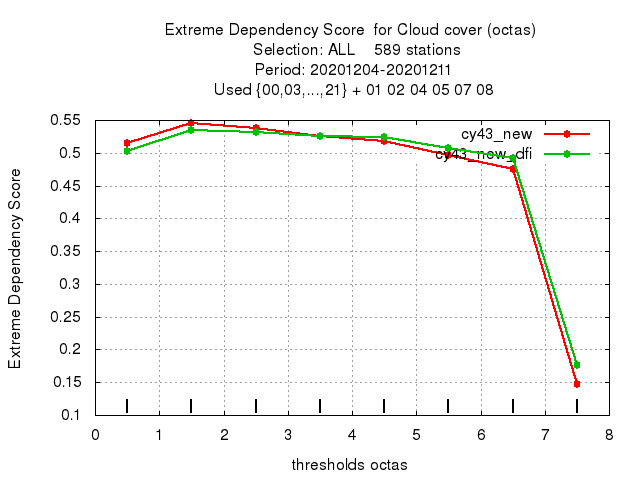 Extreme Dependency Score  for Cloud cover (octas)
Selection: ALL    589 stations
Period: 20201204-20201211
Used {00,03,...,21} + 01 02 04 05 07 08
cy43_new
cy43_new_dfi
Extreme Dependency Score
0.55
0.5
0.45
0.4
0.35
0.3
0.25
0.2
0.15
0.1
0 1 2 3 4 5 6 7 8
thresholds octas